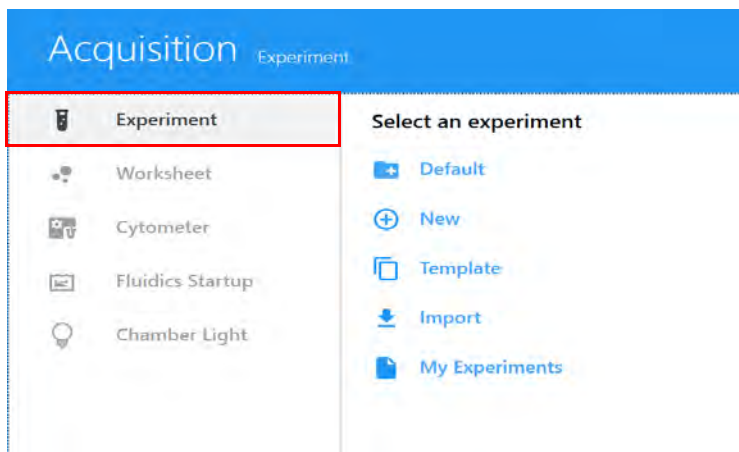 Acquisition Experiment
Experiment
Worksheet
Cytometer
Fluidics Startup
Chamber Light
Select an experiment
Default
New
Template
Import
My Experiments